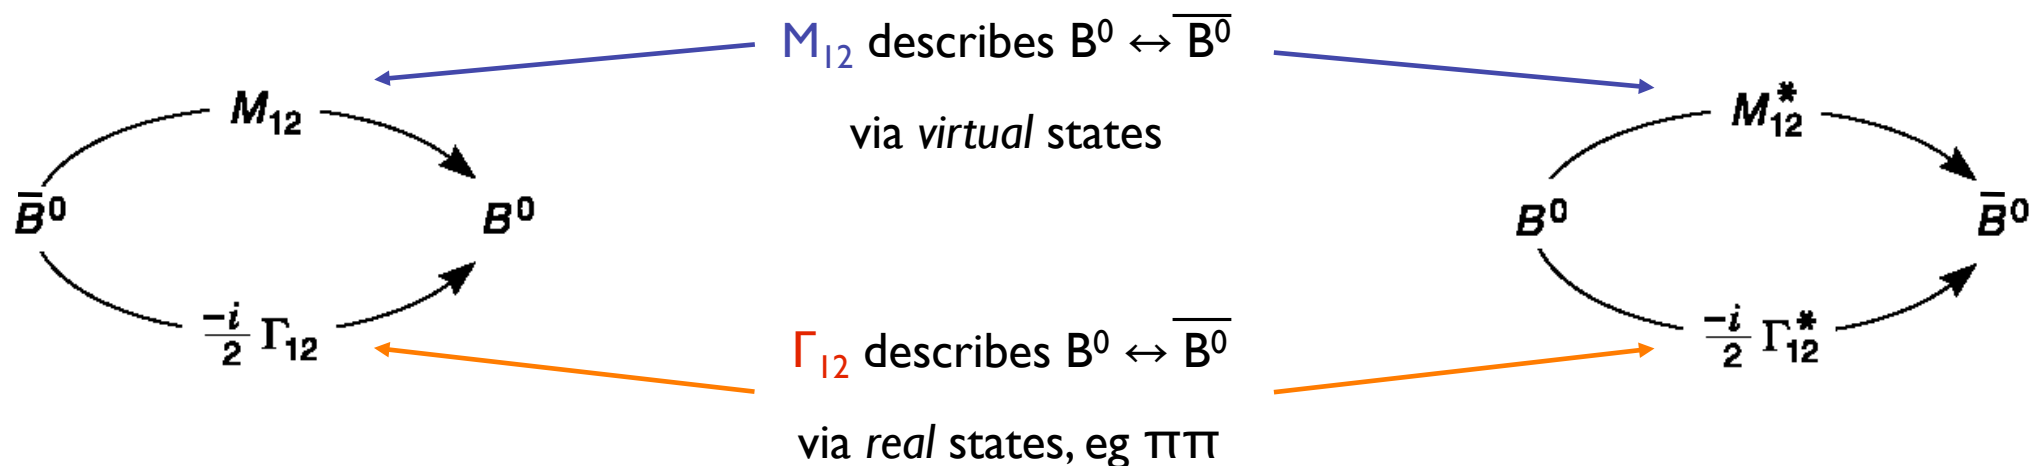 M₁₂ describes B⁰ ↔ B̅⁰
via virtual states
M₁₂
B̅⁰
B⁰
-i/2 Γ₁₂
M*₁₂
B⁰
B̅⁰
-i/2 Γ*₁₂
Γ₁₂ describes B⁰ ↔ B̅⁰
via real states, eg ππ